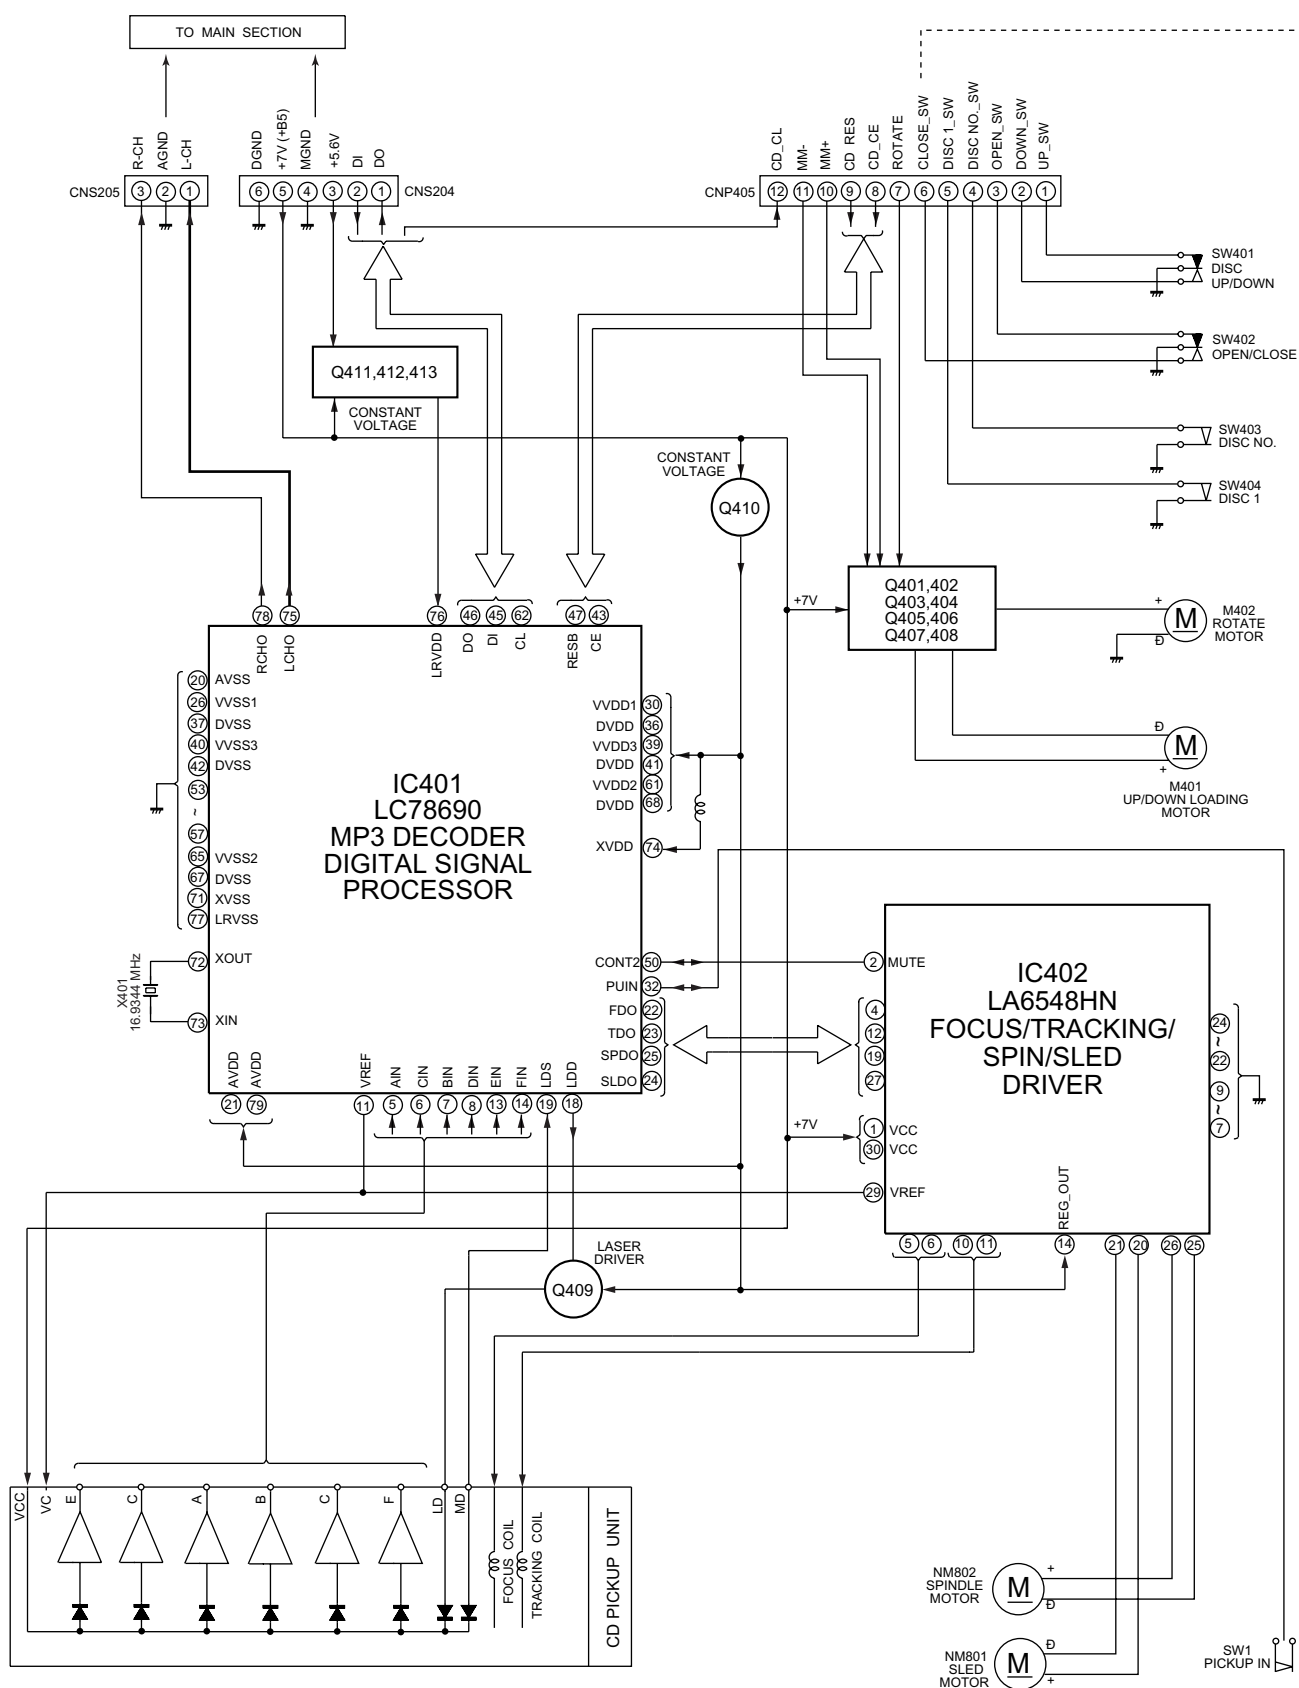 TO MAIN SECTION
R-CH
AGND
L-CH
DGND
+7V (+B5)
MGND
+5.6V
DI
DO
CD_CL
MM-
MM+
CD RES
CD_CE
ROTATE
CLOSE_SW
DISC 1_SW
DISC NO._SW
OPEN_SW
DOWN_SW
UP_SW
CNS205
3
2
1
6
5
4
3
2
1
CNS204
CNP405
12
11
10
9
8
7
6
5
4
3
2
1
SW401
DISC
UP/DOWN
SW402
OPEN/CLOSE
SW403
DISC NO.
SW404
DISC 1
Q411,412,413
CONSTANT
VOLTAGE
CONSTANT
VOLTAGE
Q410
+7V
Q401,402
Q403,404
Q405,406
Q407,408
+
M
Đ
M402
ROTATE
MOTOR
Đ
M
+
M401
UP/DOWN LOADING
MOTOR
78
75
76
46
45
62
47
43
RCHO
LCHO
LRVDD
DO
DI
CL
RESB
CE
20 AVSS
26 VVSS1
37 DVSS
40 VVSS3
42 DVSS
53
~
57
65 VVSS2
67 DVSS
71 XVSS
77 LRVSS
72 XOUT
X401
16.9344 MHz
73 XIN
IC401
LC78690
MP3 DECODER
DIGITAL SIGNAL
PROCESSOR
VVDD1 30
DVDD 36
VVDD3 39
DVDD 41
VVDD2 61
DVDD 68
XVDD 74
CONT2 50
PUIN 32
FDO 22
TDO 23
SPDO 25
SLDO 24
AVDD
AVDD
VREF
AIN
CIN
BIN
DIN
EIN
FIN
LDS
LDD
21
79
11
5
6
7
8
13
14
19
18
2 MUTE
4
12
19
27
+7V
1 VCC
30 VCC
29 VREF
IC402
LA6548HN
FOCUS/TRACKING/
SPIN/SLED
DRIVER
24
~
22
9
~
7
REG_OUT
5
6
10
11
14
21
20
26
25
LASER
DRIVER
Q409
VCC
VC
E
C
A
B
C
F
LD
MD
FOCUS COIL
TRACKING COIL
CD PICKUP UNIT
NM802
SPINDLE
MOTOR
M
+
Đ
NM801
SLED
MOTOR
M
Đ
+
SW1
PICKUP IN